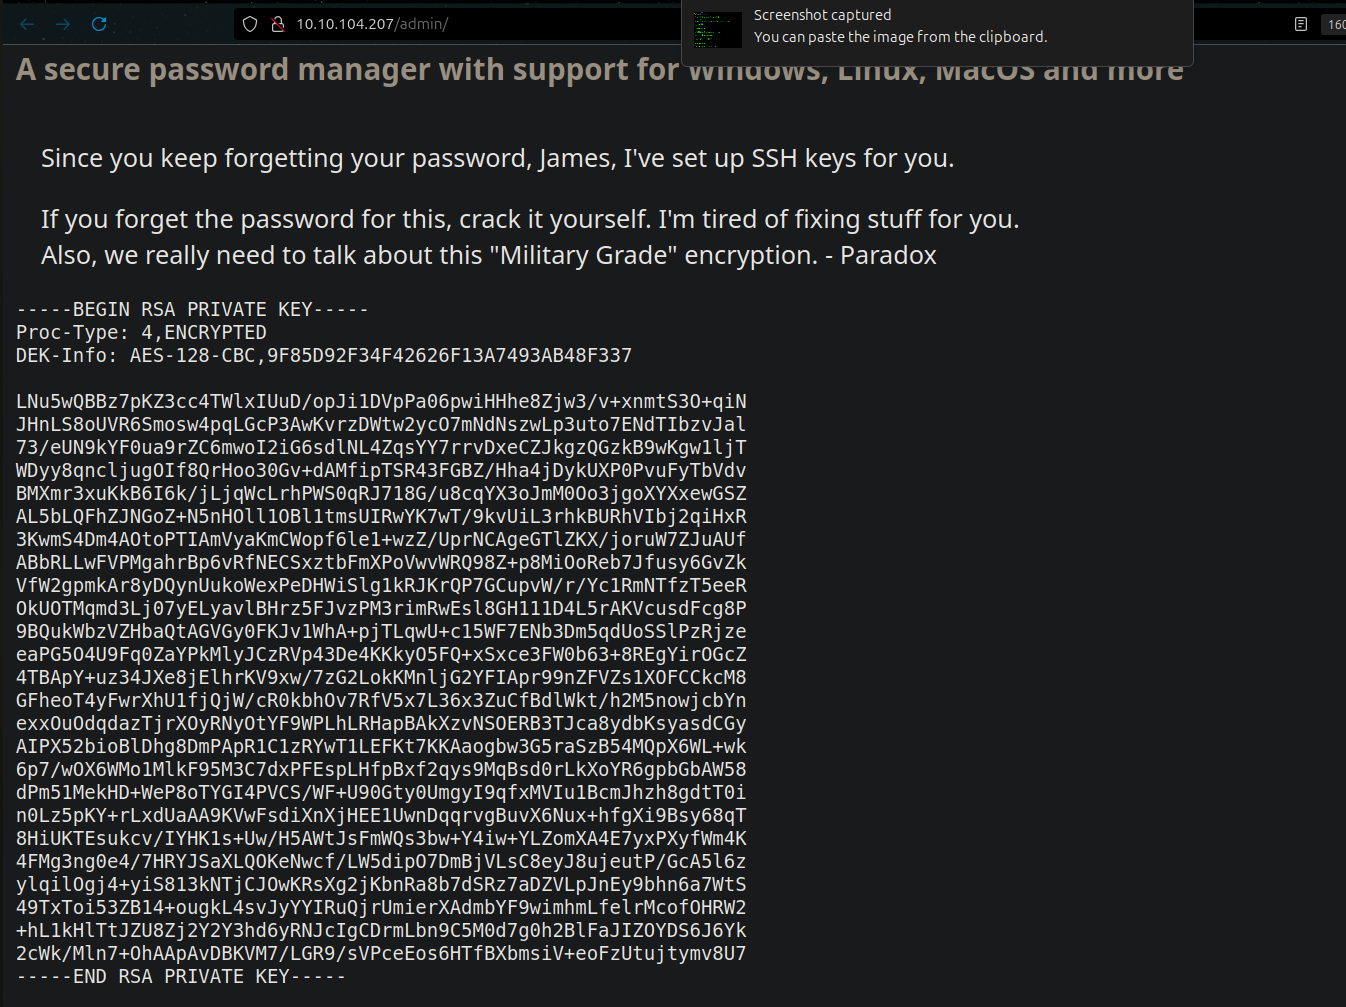 10.10.104.207/admin/
Screenshot captured
You can paste the image from the clipboard.
160
A secure password manager with support for Windows, Linux, MacOS and more
Since you keep forgetting your password, James, I've set up SSH keys for you.
If you forget the password for this, crack it yourself. I'm tired of fixing stuff for you.
Also, we really need to talk about this "Military Grade" encryption. - Paradox
-----BEGIN RSA PRIVATE KEY-----
Proc-Type: 4,ENCRYPTED
DEK-Info: AES-128-CBC,9F85D92F34F42626F13A7493AB48F337
LNu5wQBBz7pKZ3cc4TWlxIUuD/opJi1DVpPa06pwiHHhe8Zjw3/v+xnmtS3O+qiN
JHnLS8oUVR6Smosw4pqLGcP3AwKvrzDWtw2ycO7mNdNszwLp3uto7ENdTIbzvJal
73/eUN9kYF0ua9rZC6mwoI2iG6sdlNL4ZqsYY7rrvDxeCZJkgzQGzkB9wKgw1ljT
WDyy8qncljugOIf8QrHoo30Gv+dAMfipTSR43FGBZ/Hha4jDykUXP0PvuFyTbVdv
BMXmr3xuKkB6I6k/jLjqWcLrhPWS0qRJ718G/u8cqYX3oJmM0Oo3jgoXYXxewGSZ
AL5bLQFhZJNGoZ+N5nHOll1OBl1tmsUIRwYK7wT/9kvUiL3rhkBURhVIbj2qiHxR
3KwmS4Dm4AOtoPTIAmVyaKmCWopf6le1+wzZ/UprNCAgeGTlZKX/joruW7ZJuAUf
ABbRLLwFVPMgahrBp6vRfNECSxztbFmXPoVwvWRQ98Z+p8MiOoReb7Jfusy6GvZk
VfW2gpmkAr8yDQynUukoWexPeDHWiSlg1kRJKrQP7GCupvW/r/Yc1RmNTfzT5eeR
OkUOTMqmd3Lj07yELyavlBHrz5FJvzPM3rimRwEsl8GH111D4L5rAKVcusdFcg8P
9BQukWbzVZHbaQtAGVGy0FKJv1WhA+pjTLqwU+c15WF7ENb3Dm5qdUoSSlPzRjze
eaPG5O4U9Fq0ZaYPkMlyJCzRVp43De4KKkyO5FQ+xSxce3FW0b63+8REgYirOGcZ
4TBApY+uz34JXe8jElhrKV9xw/7zG2LokKMnljG2YFIApr99nZFVZs1XOFCCkcM8
GFheoT4yFwrXhU1fjQjW/cR0kbhOv7RfV5x7L36x3ZuCfBdlWkt/h2M5nowjcbYn
exxOuOdqdazTjrXOyRNyOtYF9WPLhLRHapBAkXzvNSOERB3TJca8ydbKsyasdCGy
AIPX52bioBlDhg8DmPApR1C1zRYwT1LEFKt7KKAaogbw3G5raSzB54MQpX6WL+wk
6p7/wOX6WMo1MlkF95M3C7dxPFEspLHfpBxf2qys9MqBsd0rLkXoYR6gpbGbAW58
dPm51MekHD+WeP8oTYGI4PVCS/WF+U90Gty0UmgyI9qfxMVIu1BcmJhzh8gdtT0i
n0Lz5pKY+rLxdUaAA9KVwFsdiXnXjHEE1UwnDqqrvgBuvX6Nux+hfgXi9Bsy68qT
8HiUKTEsukcv/IYHK1s+Uw/H5AWtJsFmWQs3bw+Y4iw+YLZomXA4E7yxPXyfWm4K
4FMg3ng0e4/7HRYJSaXLQOKeNwcf/LW5dipO7DmBjVLsC8eyJ8ujeutP/GcA5l6z
ylqilOgj4+yiS813kNTjCJOwKRsXg2jKbnRa8b7dSRz7aDZVLpJnEy9bhn6a7WtS
49TxToi53ZB14+ougkL4svJyYYIRuQjrUmierXAdmbYF9wimhmLfelrMcofOHRW2
+hL1kHlTtJZU8Zj2Y2Y3hd6yRNJcIgCDrmLbn9C5M0d7g0h2BlFaJIZOYDS6J6Yk
2cWk/Mln7+OhAApAvDBKVM7/LGR9/sVPceEos6HTfBXbmsiV+eoFzUtujtymv8U7
-----END RSA PRIVATE KEY-----